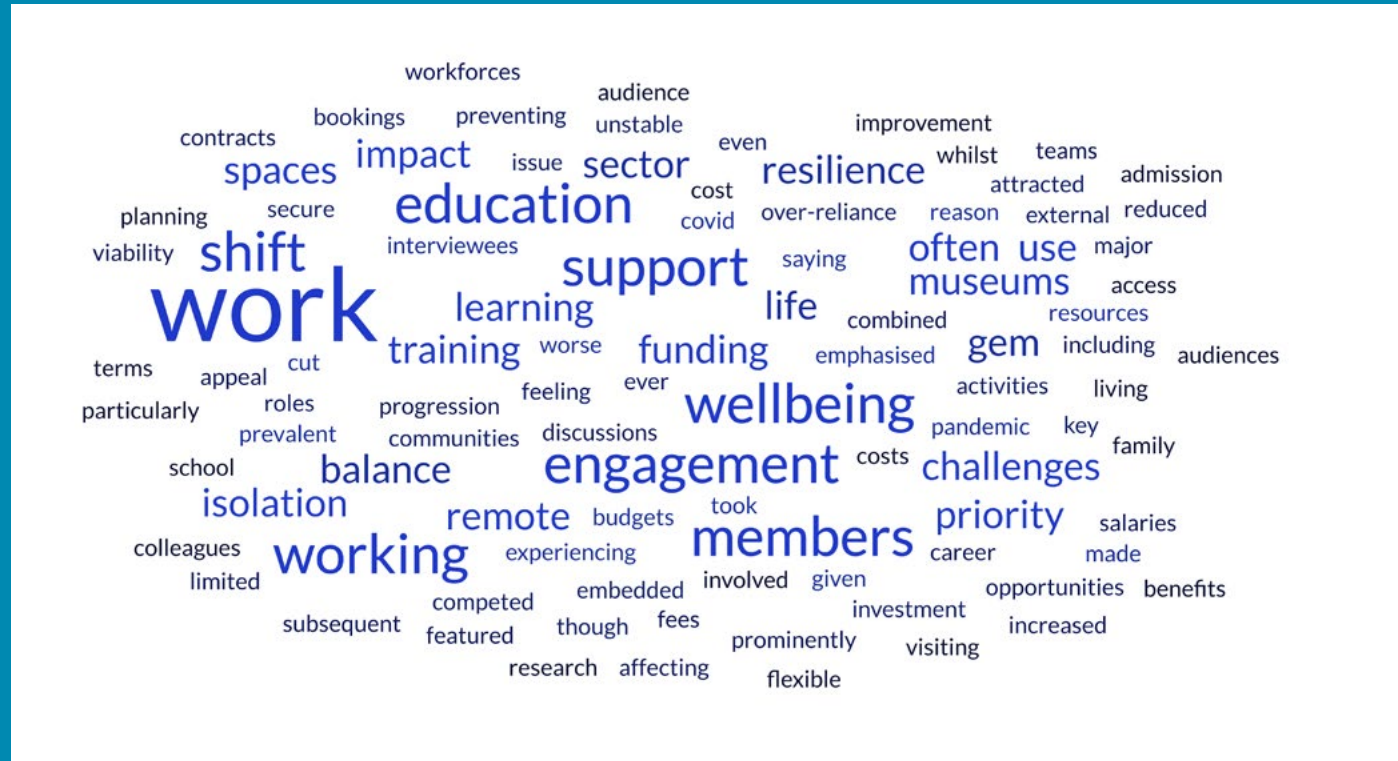 workforces
audience
bookings preventing unstable improvement
contracts even
impact issue sector resilience whilst teams
spaces cost attracted admission
education covid over-reliance reason external reduced
planning secure
viability shift interviewees support saying often use major
work learning life museums access
combined resources
training worse funding emphasised gem including audiences
terms cut
appeal feeling ever wellbeing activities living
particularly roles progression
prevalent communities discussions pandemic key
family
school balance engagement costs challenges
isolation remote budgets took priority
members salaries
colleagues working experiencing career made
limited embedded involved given opportunities benefits
competed investment
subsequent featured though fees increased
prominently visiting
research affecting
flexible